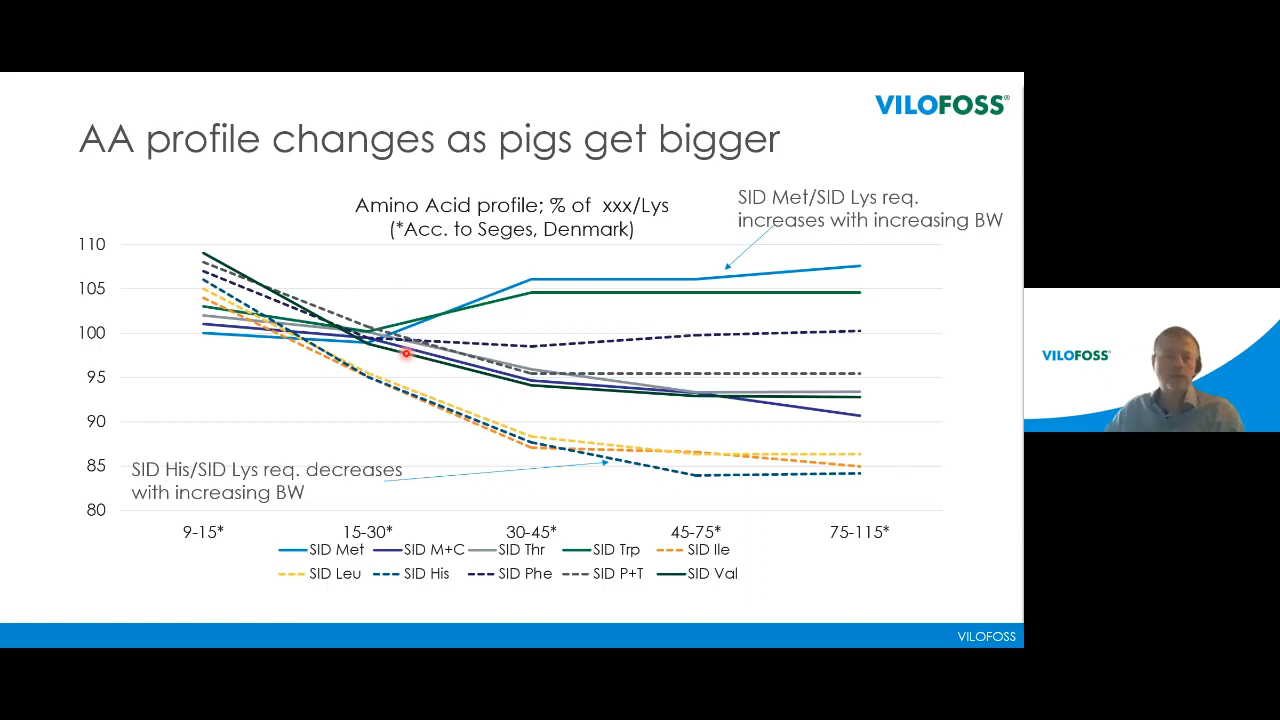 VILOFOSS®
AA profile changes as pigs get bigger
Amino Acid profile; % of xxx/Lys
(*Acc. to Seges, Denmark)
SID Met/SID Lys req.
increases with increasing BW
110
105
100
95
90
85
80
SID His/SID Lys req. decreases
with increasing BW
9-15*
15-30*
30-45*
45-75*
75-115*
SID Met SID M+C SID Thr SID Trp SID Ile
SID Leu SID His SID Phe SID P+T SID Val
VILOFOSS
VILOFOSS